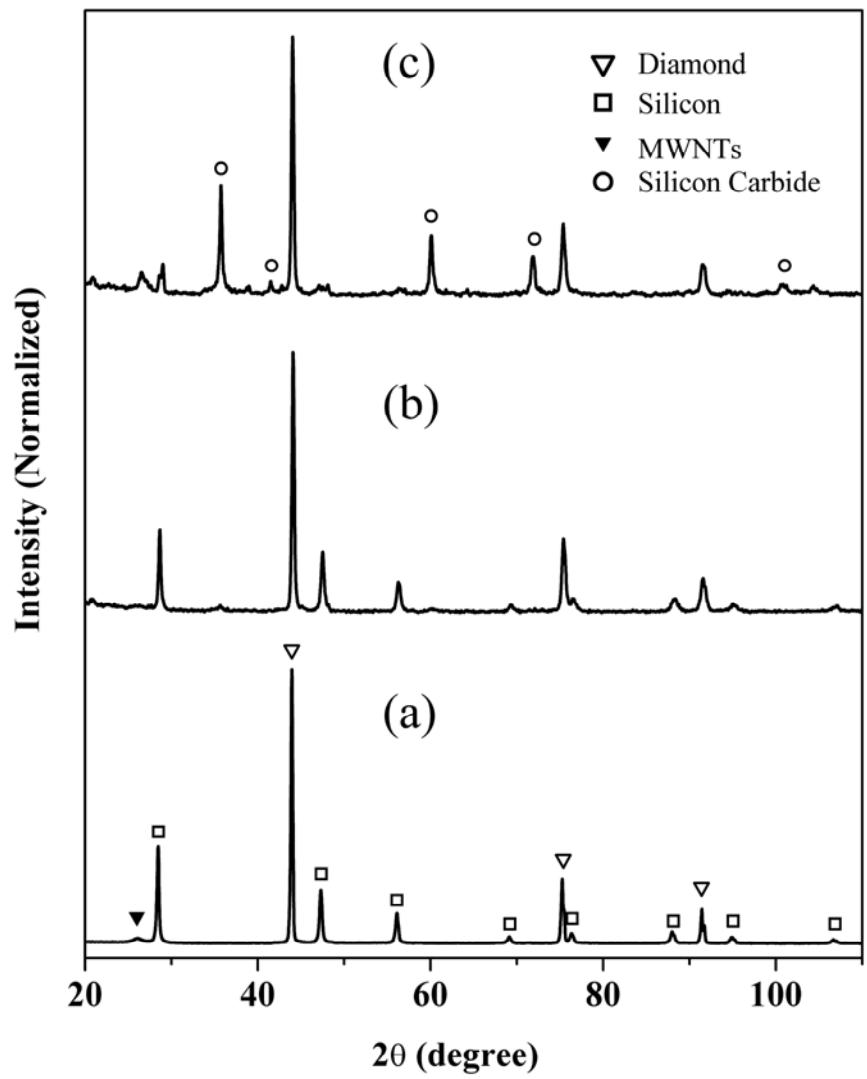 (c)
Diamond
Silicon
MWNTs
Silicon Carbide
(b)
(a)
Intensity (Normalized)
20 40 60 80 100
2θ (degree)